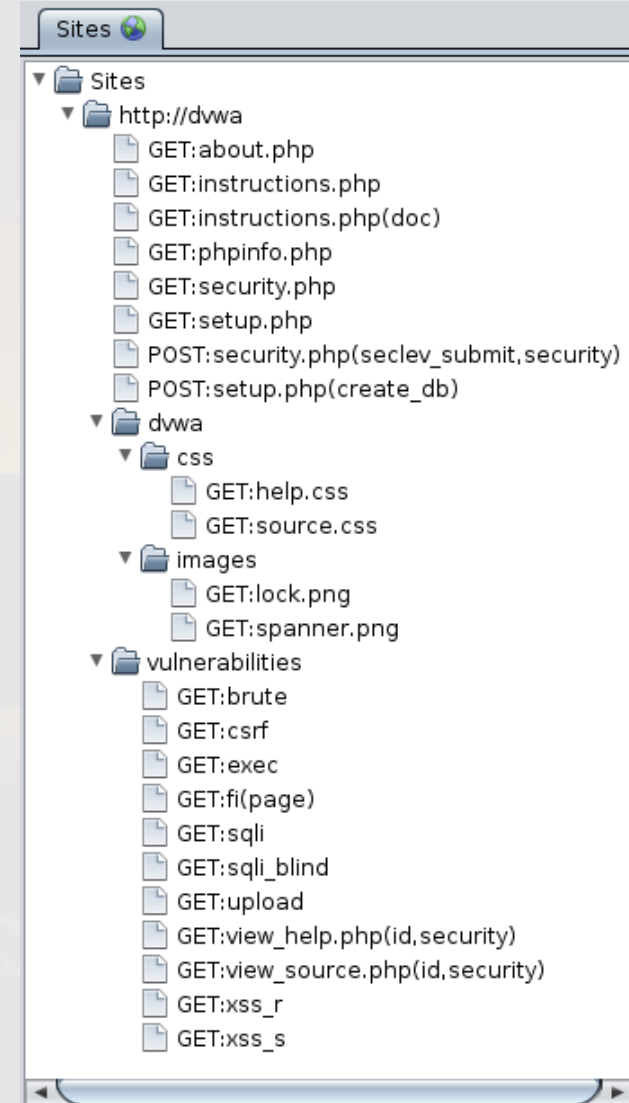 Sites
Sites
http://dvwa
GET:about.php
GET:instructions.php
GET:instructions.php(doc)
GET:phpinfo.php
GET:security.php
GET:setup.php
POST:security.php(seclev_submit,security)
POST:setup.php(create_db)
dvwa
css
GET:help.css
GET:source.css
images
GET:lock.png
GET:spanner.png
vulnerabilities
GET:brute
GET:csrf
GET:exec
GET:fi(page)
GET:sqli
GET:sqli_blind
GET:upload
GET:view_help.php(id,security)
GET:view_source.php(id,security)
GET:xss_r
GET:xss_s